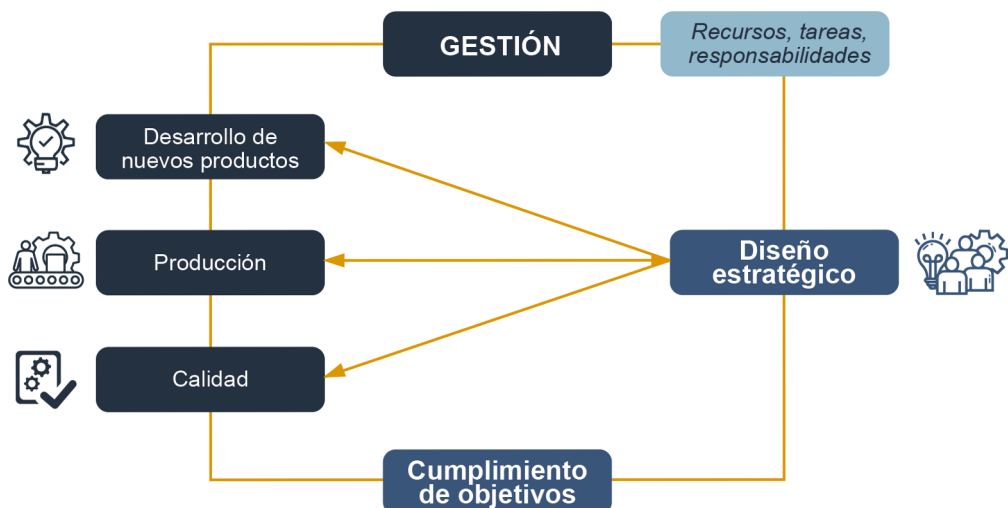 GESTIÓN
Recursos, tareas,
responsabilidades
Desarrollo de
nuevos productos
Producción
Diseño
estratégico
Calidad
Cumplimiento
de objetivos